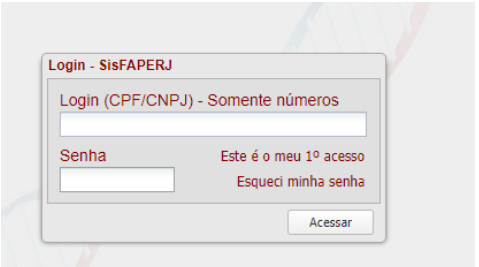 Login - SisFAPERJ
Login (CPF/CNPJ) - Somente números
Senha
Este é o meu 1º acesso
Esqueci minha senha
Acessar